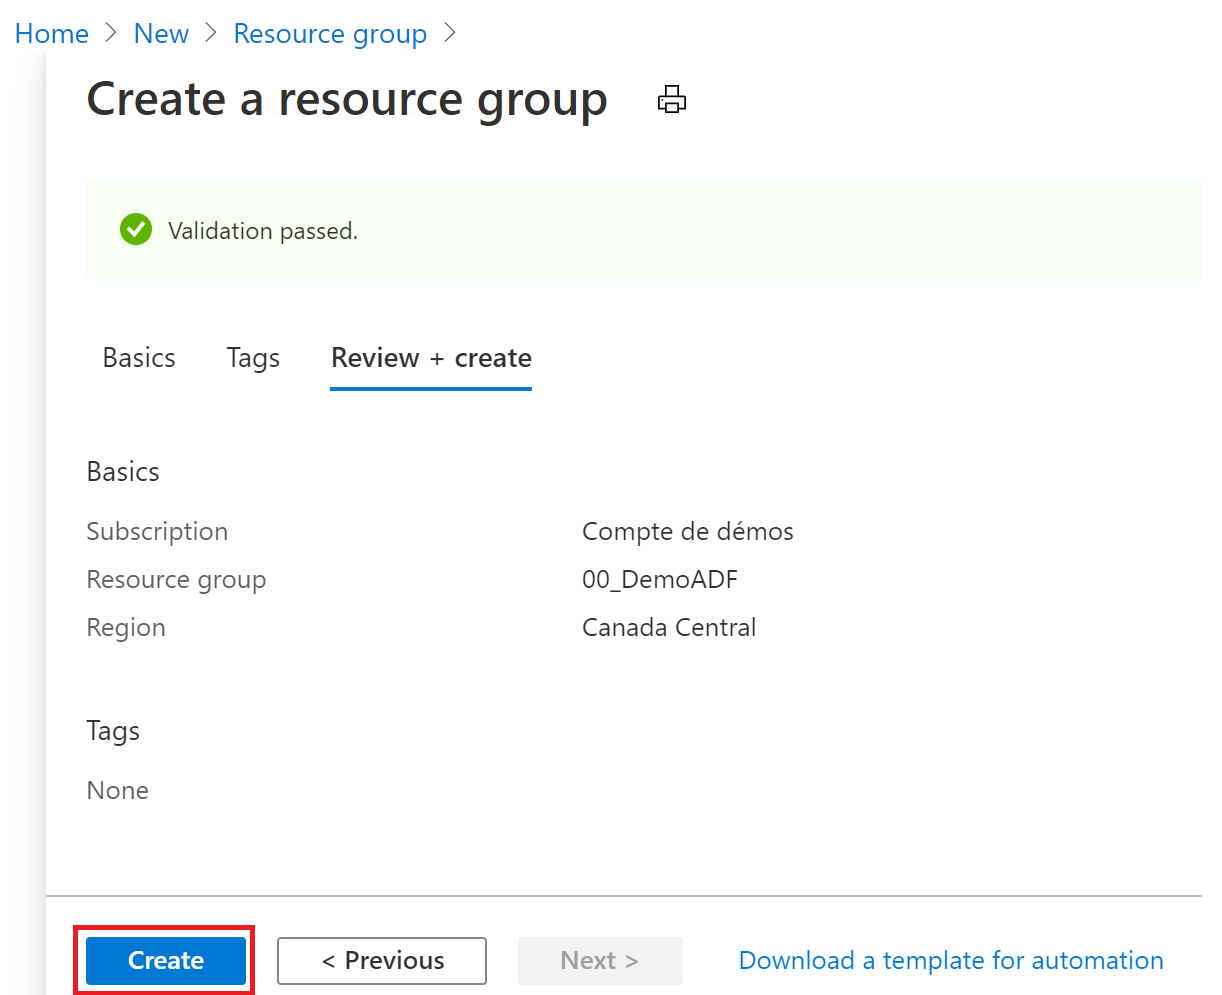 Home > New > Resource group >
Create a resource group
Validation passed.
Basics Tags Review + create
Basics
Subscription Compte de démos
Resource group 00_DemoADF
Region Canada Central
Tags
None
Create < Previous Next > Download a template for automation